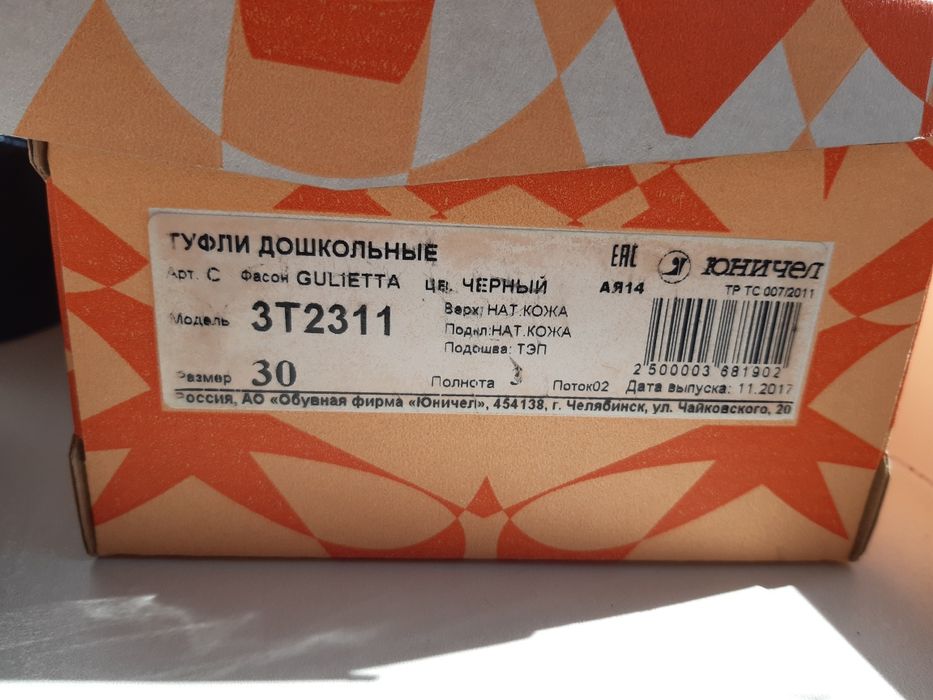 ТУФЛИ ДОШКОЛЬНЫЕ
ЕАС ЮНИЧЕЛ
Арт. С Фасон GULIETTA цв. ЧЕРНЫЙ АЯ14 ТР ТС 007/2011
Модель 3Т2311
Верх: НАТ.КОЖА
Подкл:НАТ.КОЖА
Подошва: ТЭП
2 500003 681902
Размер 30 Полнота 3 Поток02 Дата выпуска: 11.2017
Россия, АО «Обувная фирма «Юничел», 454138, г. Челябинск, ул. Чайковского, 20